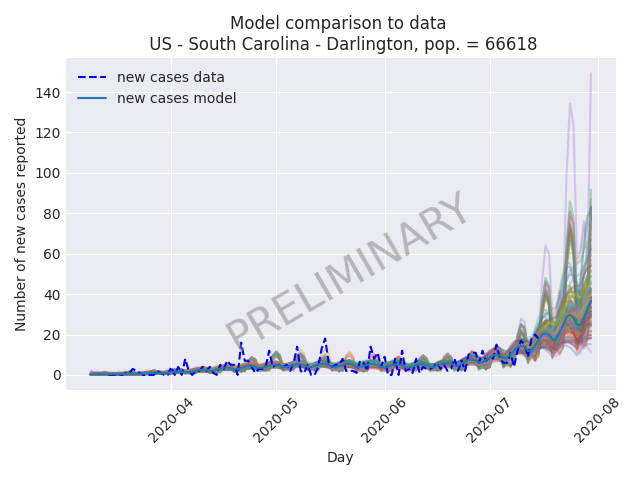 Model comparison to data
US - South Carolina - Darlington, pop. = 66618
new cases data
new cases model
Number of new cases reported
140
120
100
80
60
40
20
0
PRELIMINARY
2020-04
2020-05
2020-06
2020-07
2020-08
Day